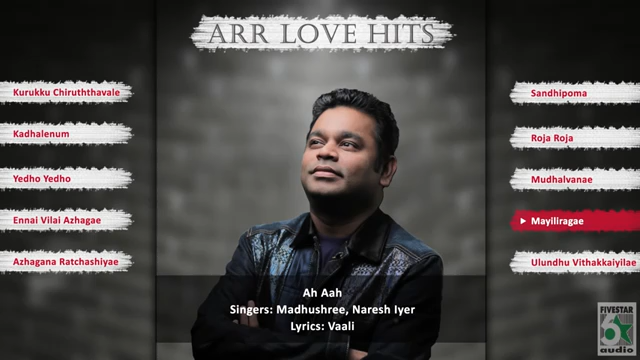 ARR LOVE HITS
Kurukku Chiruththavale
Kadhalenum
Yedho Yedho
Ennai Vilai Azhagae
Azhagana Ratchashiyae
Sandhipoma
Roja Roja
Mudhalvanae
Mayiliragae
Ulundhu Vithakkaiyilae
Ah Aah
Singers: Madhushree, Naresh Iyer
Lyrics: Vaali
FIVESTAR
audio